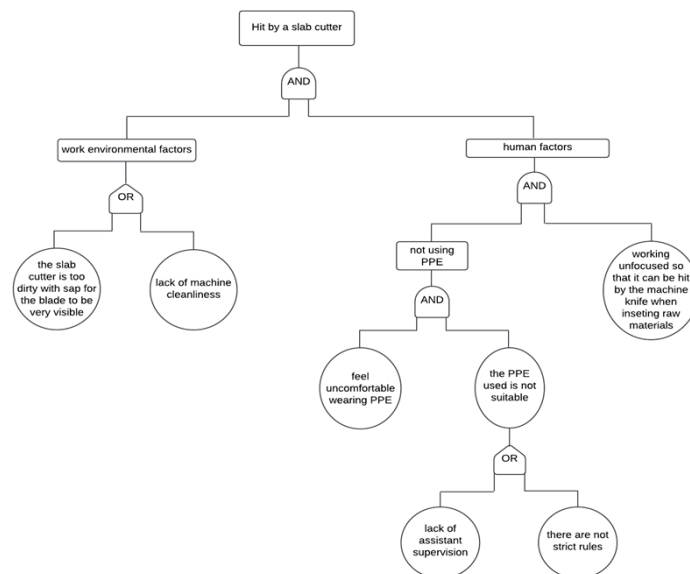 Hit by a slab cutter
AND
work environmental factors
human factors
OR
AND
the slab
cutter is too
dirty with sap for
the blade to be
very visible
lack of machine
cleanliness
not using
PPE
working
unfocused so
that it can be hit
by the machine
knife when
inseting raw
materials
AND
feel
uncomfortable
wearing PPE
the PPE
used is not
suitable
OR
lack of
assistant
supervision
there are not
strict rules